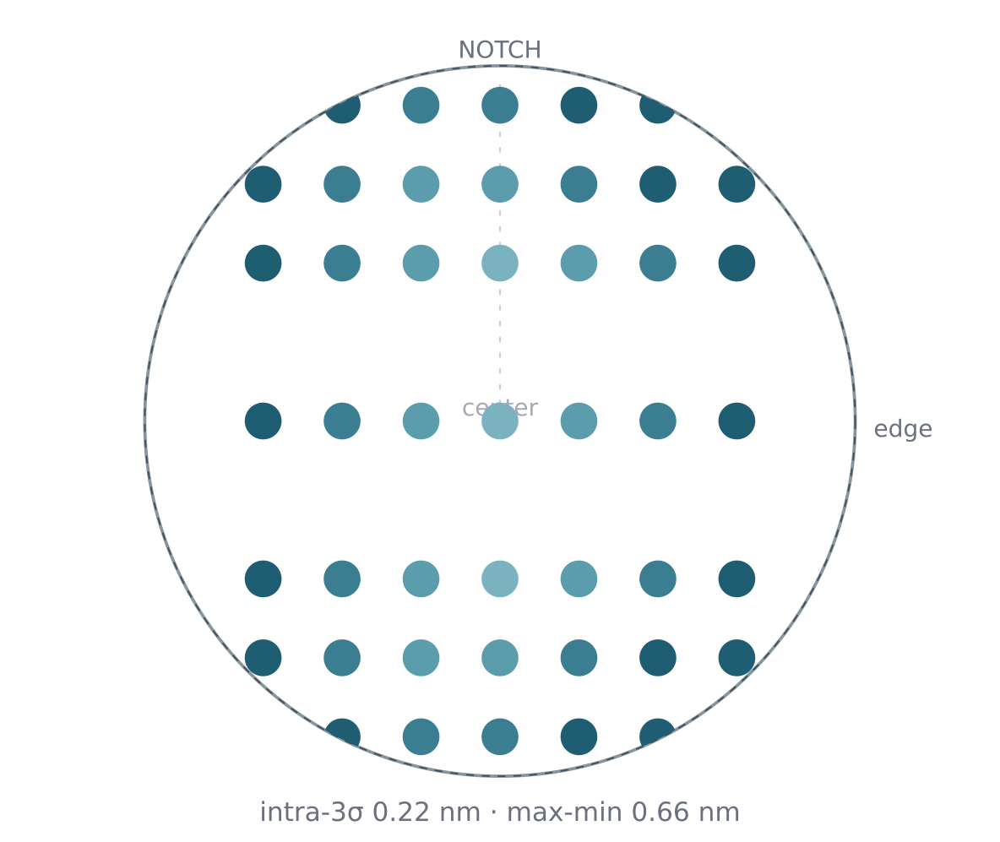 NOTCH
center
edge
intra-3σ 0.22 nm · max-min 0.66 nm